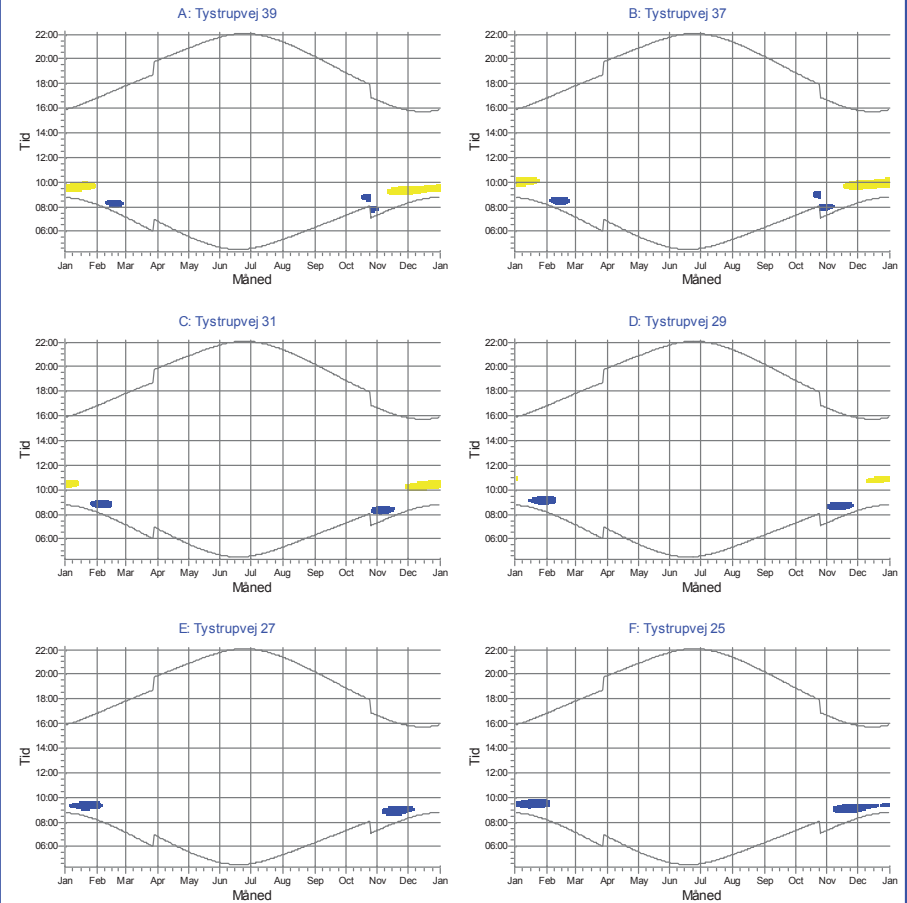 A: Tystrupvej 39
22:00
20:00
18:00
16:00
14:00
12:00
10:00
08:00
06:00
Tid
Jan Feb Mar Apr May Jun Jul Aug Sep Oct Nov Dec Jan
Måned
B: Tystrupvej 37
22:00
20:00
18:00
16:00
14:00
12:00
10:00
08:00
06:00
Tid
Jan Feb Mar Apr May Jun Jul Aug Sep Oct Nov Dec Jan
Måned
C: Tystrupvej 31
22:00
20:00
18:00
16:00
14:00
12:00
10:00
08:00
06:00
Tid
Jan Feb Mar Apr May Jun Jul Aug Sep Oct Nov Dec Jan
Måned
D: Tystrupvej 29
22:00
20:00
18:00
16:00
14:00
12:00
10:00
08:00
06:00
Tid
Jan Feb Mar Apr May Jun Jul Aug Sep Oct Nov Dec Jan
Måned
E: Tystrupvej 27
22:00
20:00
18:00
16:00
14:00
12:00
10:00
08:00
06:00
Tid
Jan Feb Mar Apr May Jun Jul Aug Sep Oct Nov Dec Jan
Måned
F: Tystrupvej 25
22:00
20:00
18:00
16:00
14:00
12:00
10:00
08:00
06:00
Tid
Jan Feb Mar Apr May Jun Jul Aug Sep Oct Nov Dec Jan
Måned